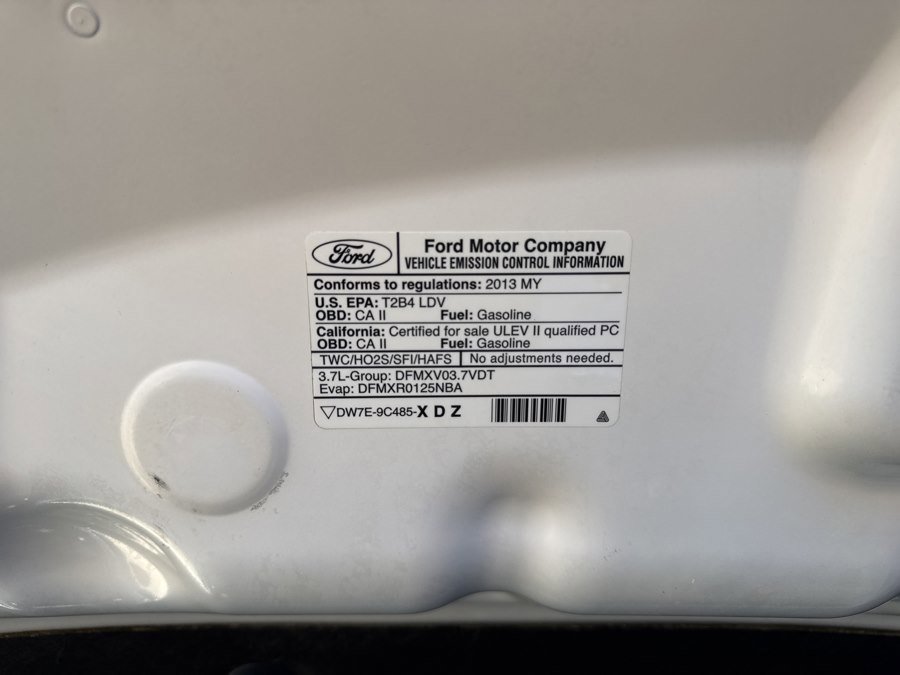 Ford
Ford Motor Company
VEHICLE EMISSION CONTROL INFORMATION
Conforms to regulations: 2013 MY
U.S. EPA: T2B4 LDV
OBD: CA II Fuel: Gasoline
California: Certified for sale ULEV II qualified PC
OBD: CA II Fuel: Gasoline
TWC/HO2S/SFI/HAFS No adjustments needed.
3.7L-Group: DFMXV03.7VDT
Evap: DFMXR0125NBA
▽DW7E-9C485-X D Z